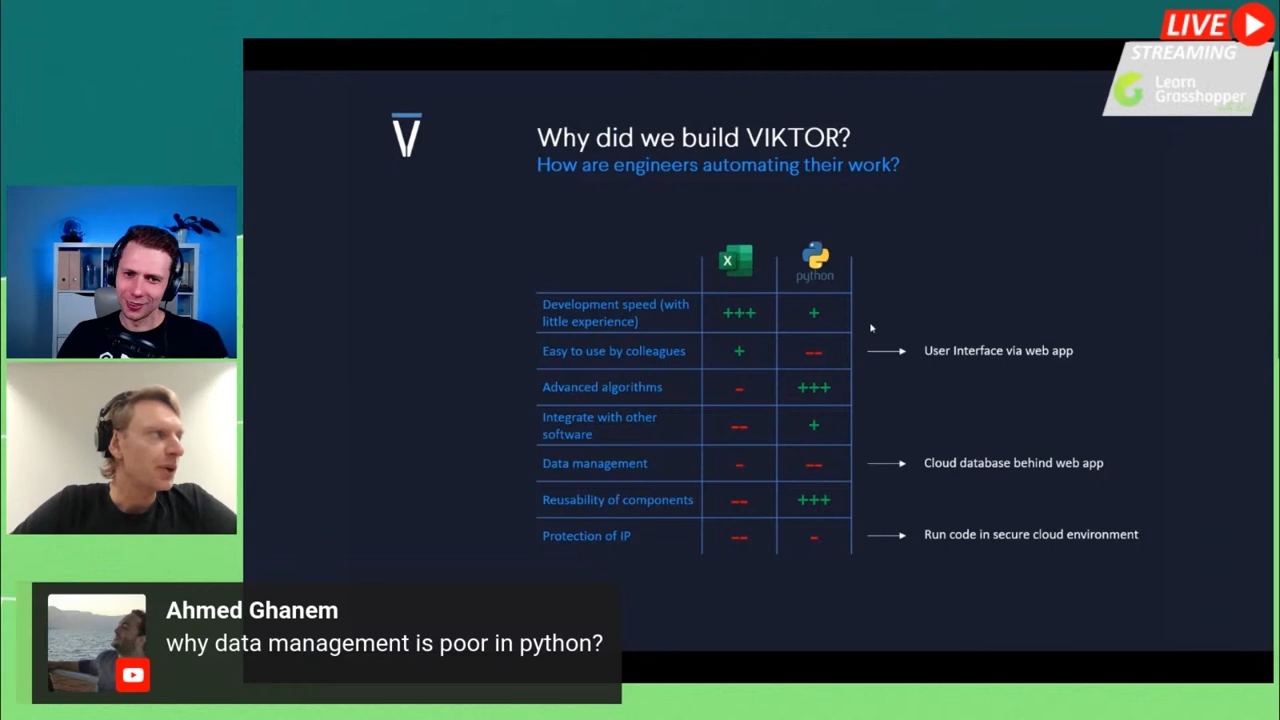 LIVE
STREAMING
Learn
Grasshopper
Why did we build VIKTOR?
How are engineers automating their work?
X
python
Development speed (with
little experience)
+++
+
Easy to use by colleagues
+
--
User Interface via web app
Advanced algorithms
-
+++
Integrate with other
software
--
+
Data management
-
--
Cloud database behind web app
Reusability of components
--
+++
Protection of IP
--
-
Run code in secure cloud environment
Ahmed Ghanem
why data management is poor in python?